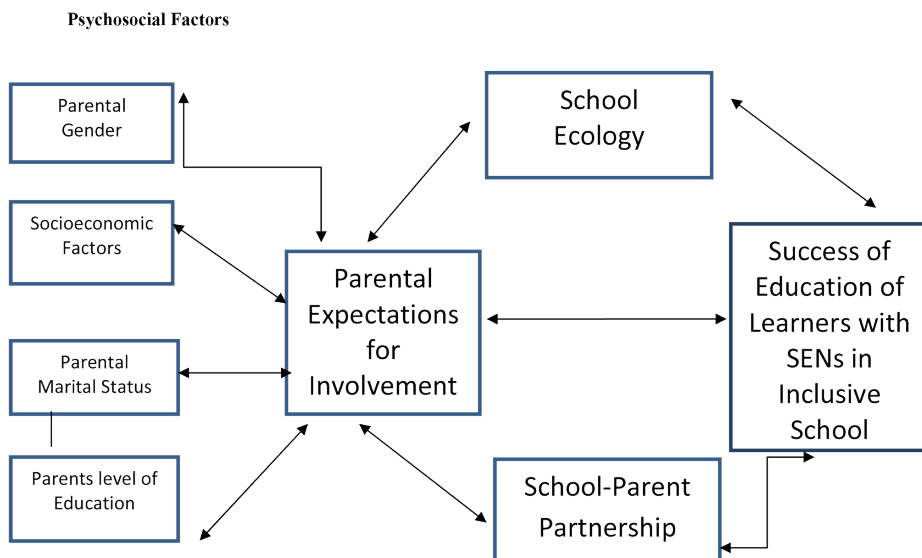 Psychosocial Factors
Parental
Gender
Socioeconomic
Factors
Parental
Marital Status
Parents level of
Education
Parental
Expectations
for
Involvement
School
Ecology
School-Parent
Partnership
Success of
Education of
Learners with
SENs in
Inclusive
School